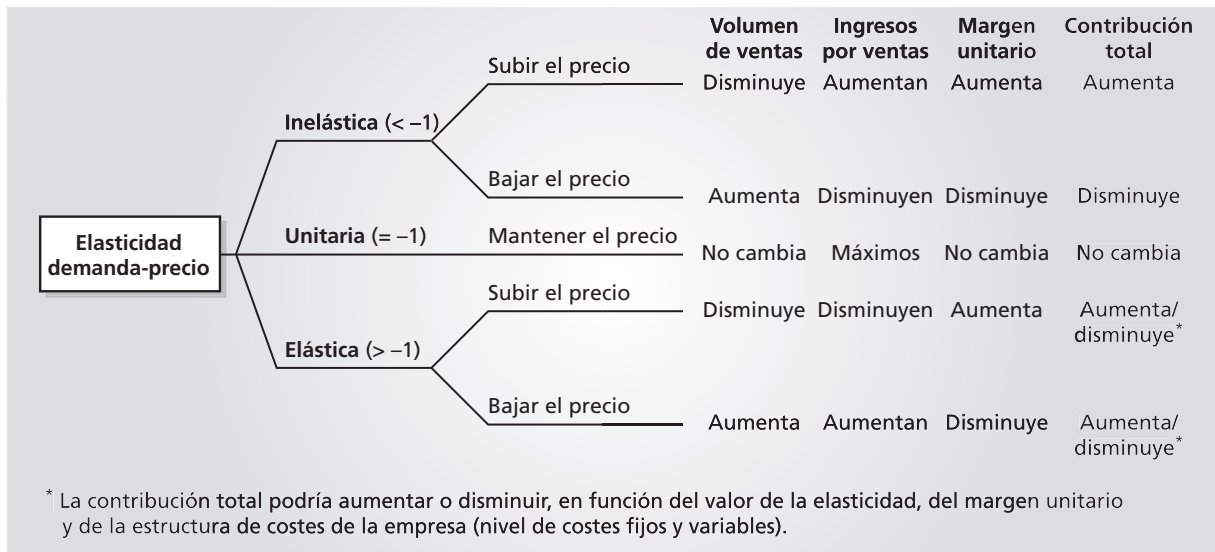 Volumen de ventas Ingresos por ventas Margen unitario Contribución total
Subir el precio Disminuye Aumentan Aumenta Aumenta
Inelástica (< –1)
Bajar el precio Aumenta Disminuyen Disminuye Disminuye
Elasticidad
demanda-precio
Unitaria (= –1) Mantener el precio No cambia Máximos No cambia No cambia
Subir el precio Disminuye Disminuyen Aumenta Aumenta/
disminuye*
Elástica (> –1)
Bajar el precio Aumenta Aumentan Disminuye Aumenta/
disminuye*
* La contribución total podría aumentar o disminuir, en función del valor de la elasticidad, del margen unitario
y de la estructura de costes de la empresa (nivel de costes fijos y variables).